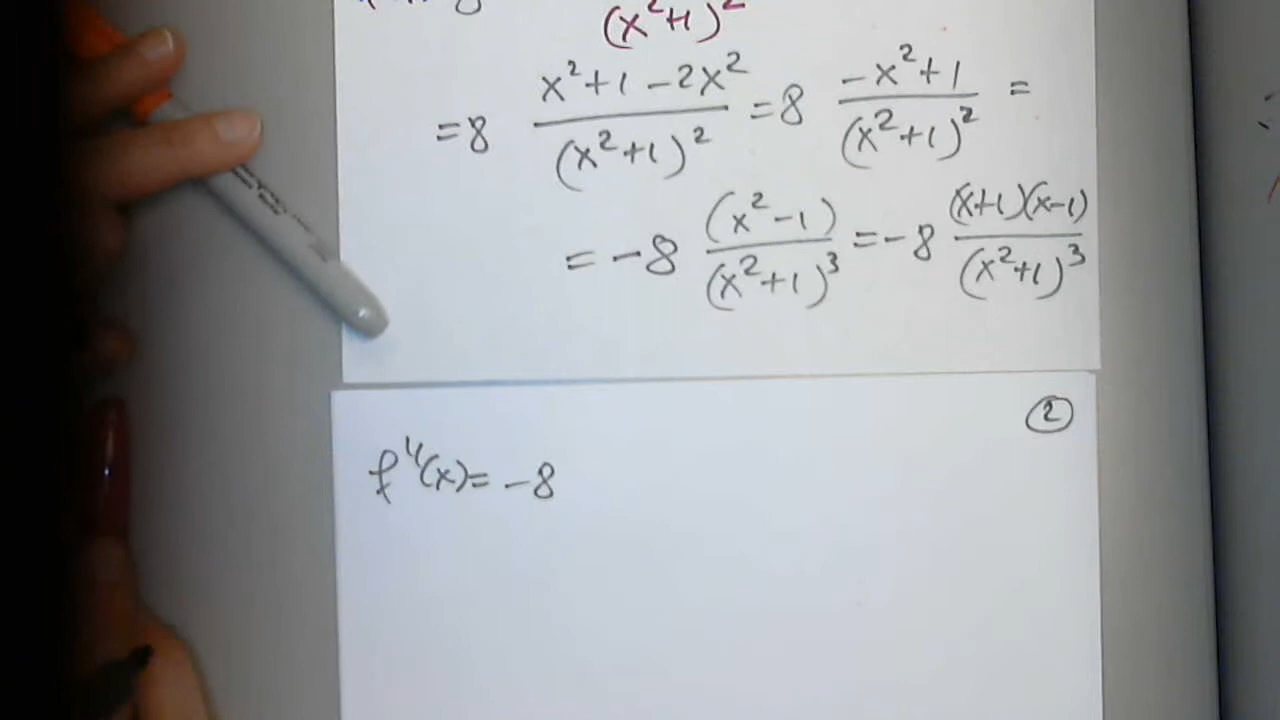 (x²+1)²
=8 (x²+1-2x²)/(x²+1)² =8 (-x²+1)/(x²+1)² =
= -8 (x²-1)/(x²+1)³ = -8 (x+1)(x-1)/(x²+1)³
②
f''(x)= -8